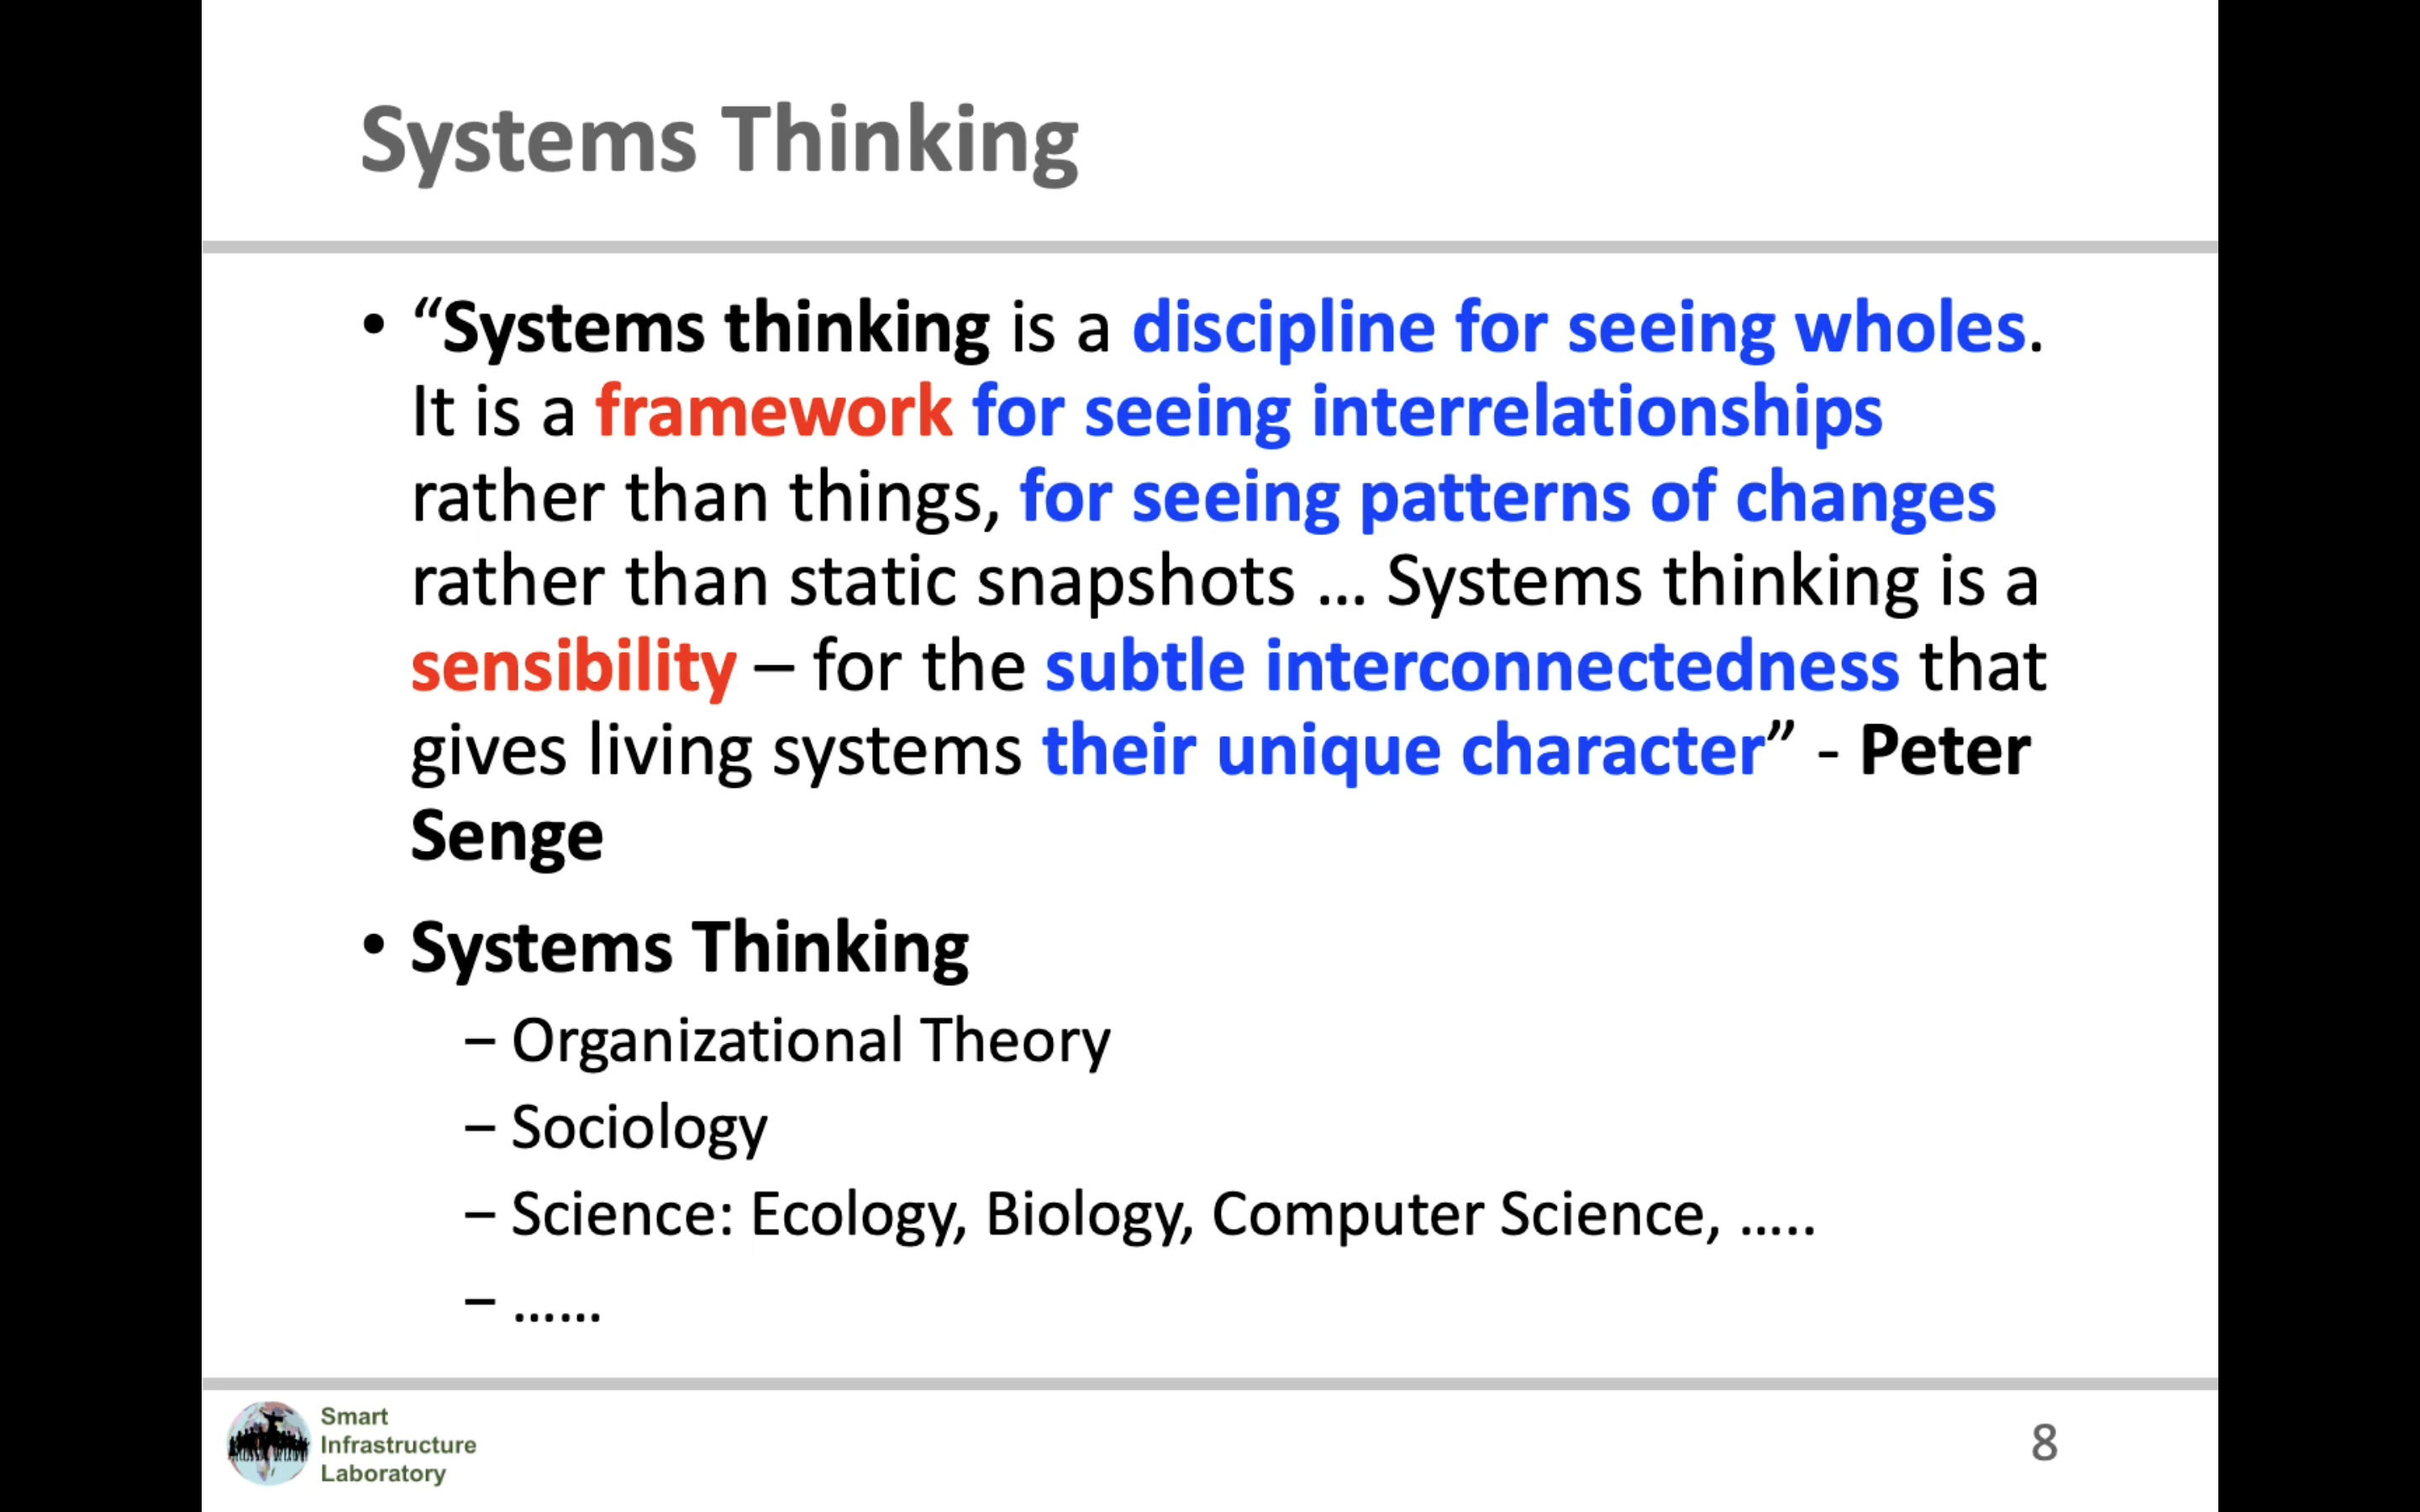 Systems Thinking
• “Systems thinking is a discipline for seeing wholes.
It is a framework for seeing interrelationships
rather than things, for seeing patterns of changes
rather than static snapshots ... Systems thinking is a
sensibility – for the subtle interconnectedness that
gives living systems their unique character” - Peter
Senge
• Systems Thinking
– Organizational Theory
– Sociology
– Science: Ecology, Biology, Computer Science, .....
– ......
Smart
Infrastructure
Laboratory
8